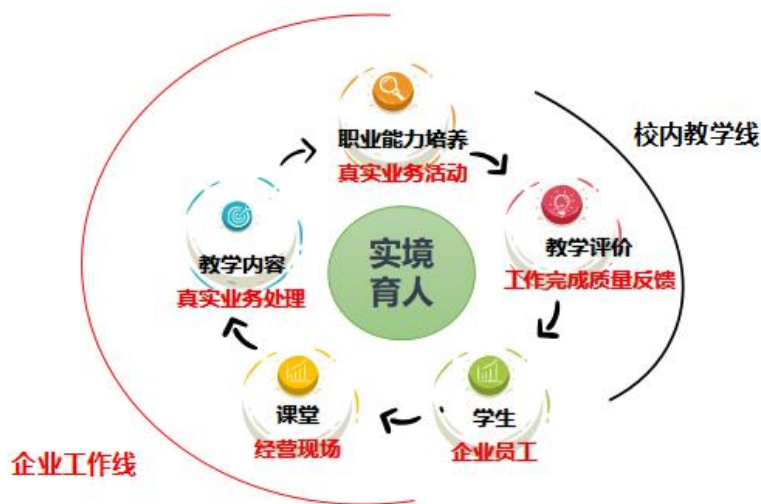 职业能力培养
真实业务活动
校内教学线
教学评价
工作完成质量反馈
实境
育人
教学内容
真实业务处理
课堂
经营现场
学生
企业员工
企业工作线